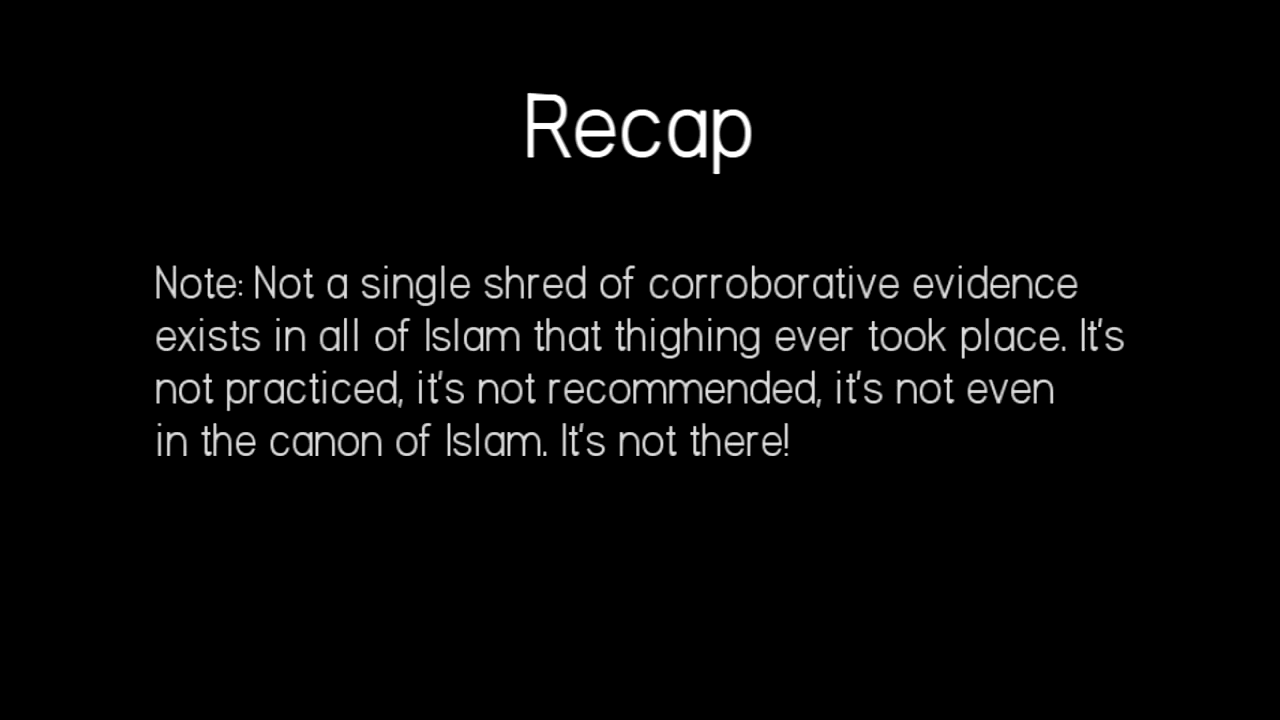 Recap
Note: Not a single shred of corroborative evidence
exists in all of Islam that thighing ever took place. It's
not practiced, it's not recommended, it's not even
in the canon of Islam. It's not there!